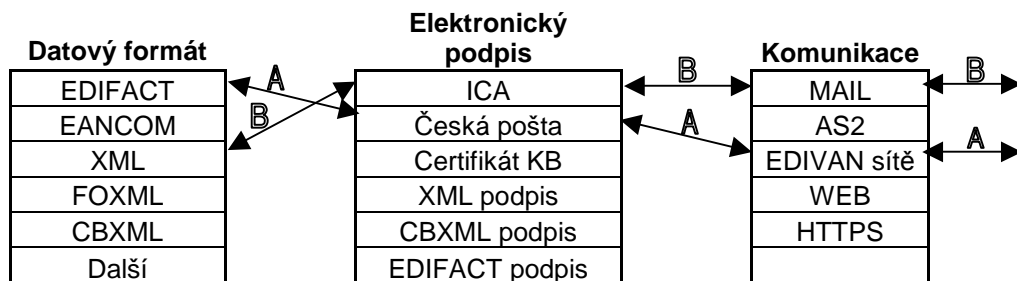 Datový formát
Elektronický
podpis
Komunikace
EDIFACT
A
ICA
B
MAIL
B
EANCOM
B
Česká pošta
A
AS2
XML
Certifikát KB
EDIVAN sítě
A
FOXML
XML podpis
WEB
CBXML
CBXML podpis
HTTPS
Další
EDIFACT podpis